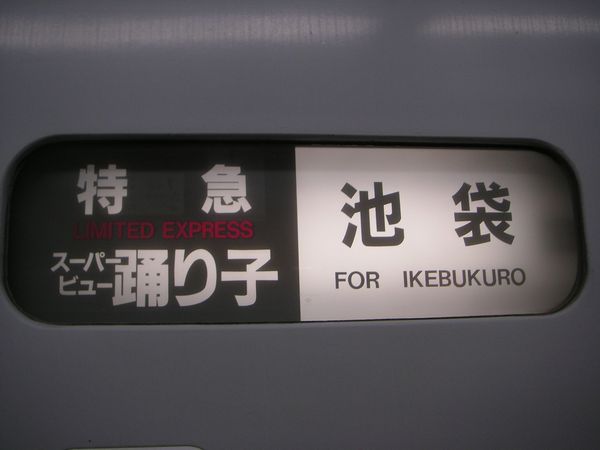 特急
LIMITED EXPRESS
スーパー
ビュー
踊り子
池袋
FOR IKEBUKURO